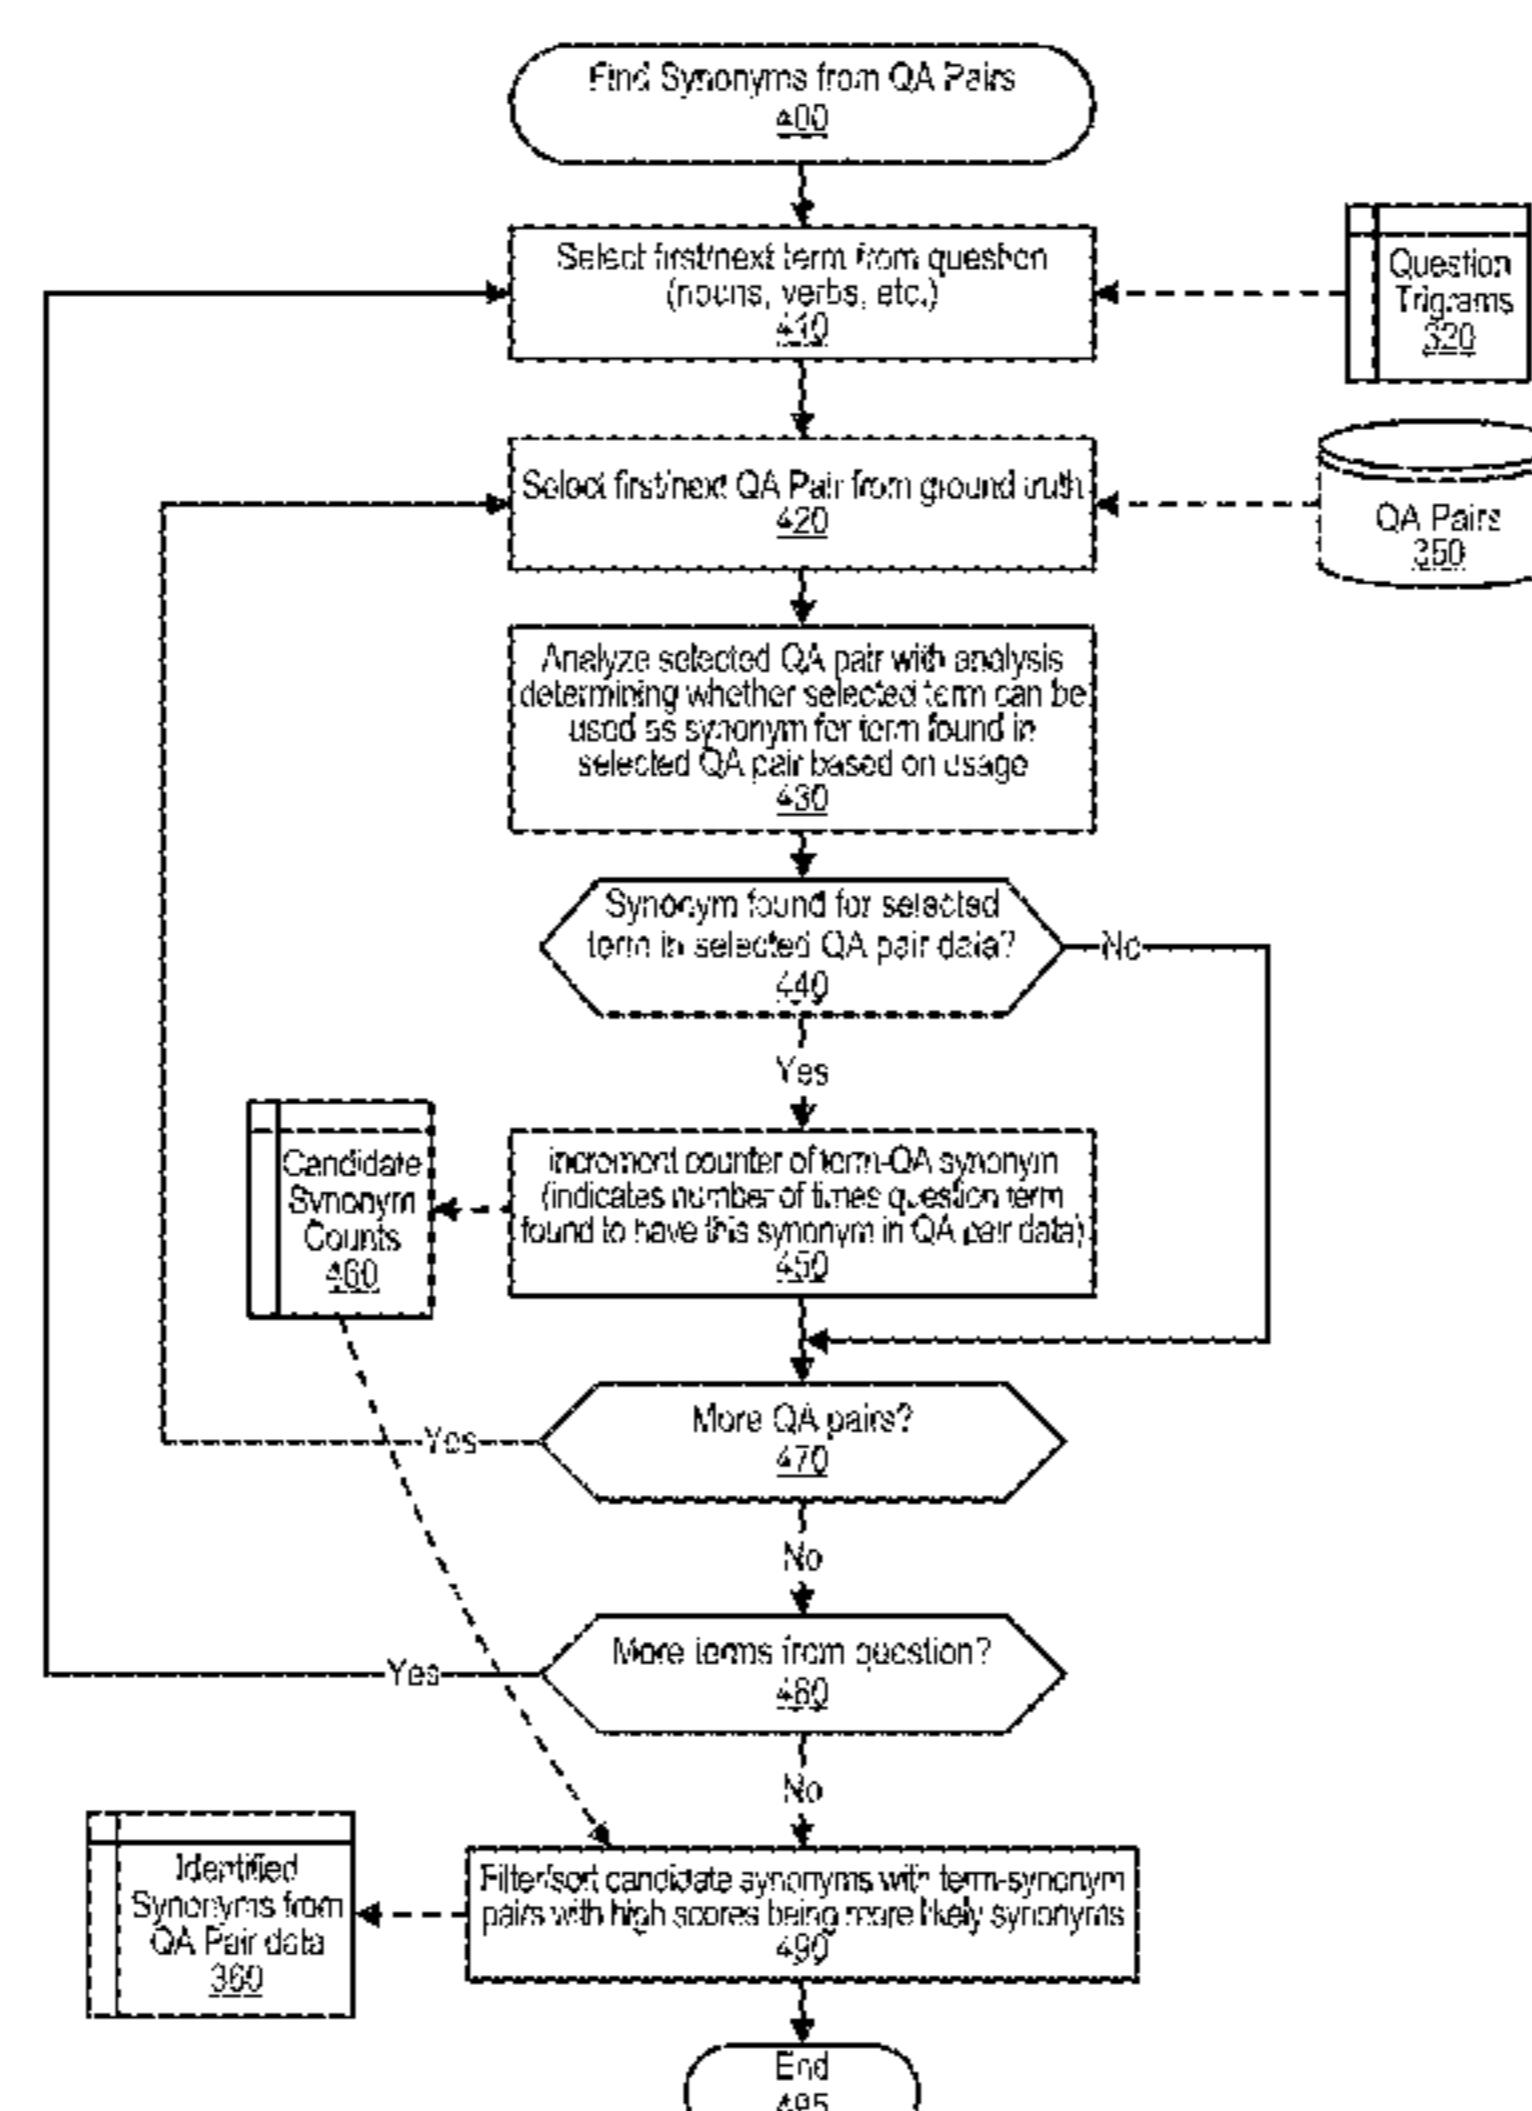 Find Synonyms from QA Pairs
400
Select first/next term from question
(nouns, verbs, etc.)
410
Question
Trigrams
320
Select first/next QA Pair from ground truth
420
QA Pairs
350
Analyze selected QA pair with analysis
determining whether selected term can be
used as synonym for term found in
selected QA pair based on usage
430
Synonym found for selected
term in selected QA pair data?
440
No
Yes
Candidate
Synonym
Counts
460
increment counter of term-QA synonym
(indicates number of times question term
found to have this synonym in QA pair data)
450
More QA pairs?
470
Yes
No
More terms from question?
480
Yes
No
Identified
Synonyms from
QA Pair data
360
Filter/sort candidate synonyms with term-synonym
pairs with high scores being more likely synonyms
490
End
495